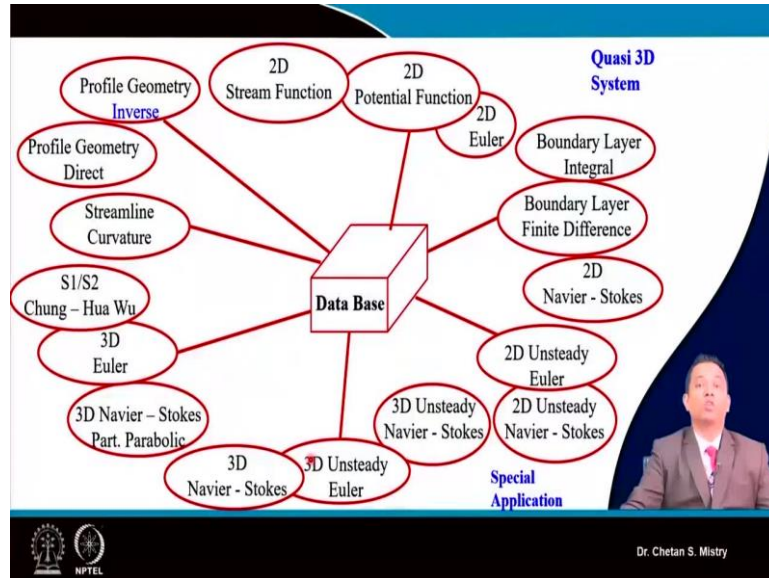 Quasi 3D
System
2D
Stream Function
2D
Potential Function
2D
Euler
Profile Geometry
Inverse
Profile Geometry
Direct
Boundary Layer
Integral
Boundary Layer
Finite Difference
Streamline
Curvature
2D
Navier - Stokes
S1/S2
Chung – Hua Wu
Data Base
3D
Euler
2D Unsteady
Euler
3D Navier – Stokes
Part. Parabolic
3D Unsteady
Navier - Stokes
2D Unsteady
Navier - Stokes
3D
Navier - Stokes
3D Unsteady
Euler
Special
Application
NPTEL
Dr. Chetan S. Mistry